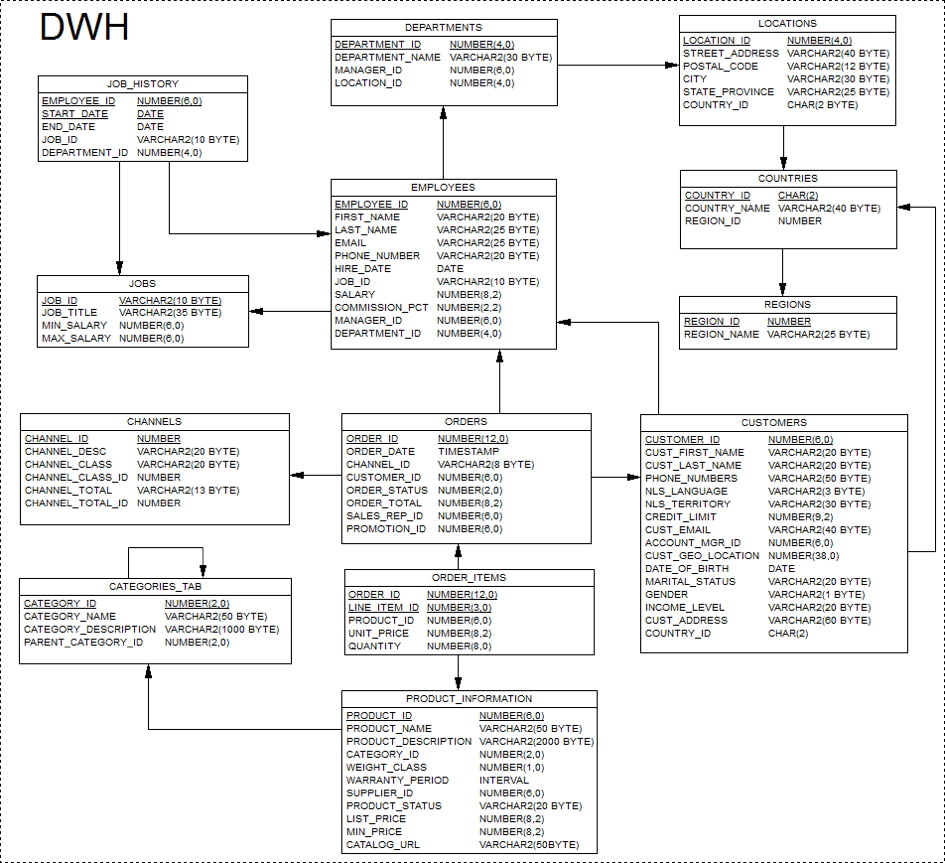 DWH
DEPARTMENTS
DEPARTMENT_ID NUMBER(4,0)
DEPARTMENT_NAME VARCHAR2(30 BYTE)
MANAGER_ID NUMBER(6,0)
LOCATION_ID NUMBER(4,0)
LOCATIONS
LOCATION_ID NUMBER(4,0)
STREET_ADDRESS VARCHAR2(40 BYTE)
POSTAL_CODE VARCHAR2(12 BYTE)
CITY VARCHAR2(30 BYTE)
STATE_PROVINCE VARCHAR2(25 BYTE)
COUNTRY_ID CHAR(2 BYTE)
JOB_HISTORY
EMPLOYEE_ID NUMBER(6,0)
START_DATE DATE
END_DATE DATE
JOB_ID VARCHAR2(10 BYTE)
DEPARTMENT_ID NUMBER(4,0)
EMPLOYEES
EMPLOYEE_ID NUMBER(6,0)
FIRST_NAME VARCHAR2(20 BYTE)
LAST_NAME VARCHAR2(25 BYTE)
EMAIL VARCHAR2(25 BYTE)
PHONE_NUMBER VARCHAR2(20 BYTE)
HIRE_DATE DATE
JOB_ID VARCHAR2(10 BYTE)
SALARY NUMBER(8,2)
COMMISSION_PCT NUMBER(2,2)
MANAGER_ID NUMBER(6,0)
DEPARTMENT_ID NUMBER(4,0)
COUNTRIES
COUNTRY_ID CHAR(2)
COUNTRY_NAME VARCHAR2(40 BYTE)
REGION_ID NUMBER
JOBS
JOB_ID VARCHAR2(10 BYTE)
JOB_TITLE VARCHAR2(35 BYTE)
MIN_SALARY NUMBER(6,0)
MAX_SALARY NUMBER(6,0)
REGIONS
REGION_ID NUMBER
REGION_NAME VARCHAR2(25 BYTE)
CHANNELS
CHANNEL_ID NUMBER
CHANNEL_DESC VARCHAR2(20 BYTE)
CHANNEL_CLASS VARCHAR2(20 BYTE)
CHANNEL_CLASS_ID NUMBER
CHANNEL_TOTAL VARCHAR2(13 BYTE)
CHANNEL_TOTAL_ID NUMBER
ORDERS
ORDER_ID NUMBER(12,0)
ORDER_DATE TIMESTAMP
CHANNEL_ID VARCHAR2(8 BYTE)
CUSTOMER_ID NUMBER(6,0)
ORDER_STATUS NUMBER(2,0)
ORDER_TOTAL NUMBER(8,2)
SALES_REP_ID NUMBER(6,0)
PROMOTION_ID NUMBER(6,0)
CUSTOMERS
CUSTOMER_ID NUMBER(6,0)
CUST_FIRST_NAME VARCHAR2(20 BYTE)
CUST_LAST_NAME VARCHAR2(20 BYTE)
PHONE_NUMBERS VARCHAR2(50 BYTE)
NLS_LANGUAGE VARCHAR2(3 BYTE)
NLS_TERRITORY VARCHAR2(30 BYTE)
CREDIT_LIMIT NUMBER(9,2)
CUST_EMAIL VARCHAR2(40 BYTE)
ACCOUNT_MGR_ID NUMBER(6,0)
CUST_GEO_LOCATION NUMBER(38,0)
DATE_OF_BIRTH DATE
MARITAL_STATUS VARCHAR2(20 BYTE)
GENDER VARCHAR2(1 BYTE)
INCOME_LEVEL VARCHAR2(20 BYTE)
CUST_ADDRESS VARCHAR2(60 BYTE)
COUNTRY_ID CHAR(2)
CATEGORIES_TAB
CATEGORY_ID NUMBER(2,0)
CATEGORY_NAME VARCHAR2(50 BYTE)
CATEGORY_DESCRIPTION VARCHAR2(1000 BYTE)
PARENT_CATEGORY_ID NUMBER(2,0)
ORDER_ITEMS
ORDER_ID NUMBER(12,0)
LINE_ITEM_ID NUMBER(3,0)
PRODUCT_ID NUMBER(6,0)
UNIT_PRICE NUMBER(8,2)
QUANTITY NUMBER(8,0)
PRODUCT_INFORMATION
PRODUCT_ID NUMBER(6,0)
PRODUCT_NAME VARCHAR2(50 BYTE)
PRODUCT_DESCRIPTION VARCHAR2(2000 BYTE)
CATEGORY_ID NUMBER(2,0)
WEIGHT_CLASS NUMBER(1,0)
WARRANTY_PERIOD INTERVAL
SUPPLIER_ID NUMBER(6,0)
PRODUCT_STATUS VARCHAR2(20 BYTE)
LIST_PRICE NUMBER(8,2)
MIN_PRICE NUMBER(8,2)
CATALOG_URL VARCHAR2(50BYTE)